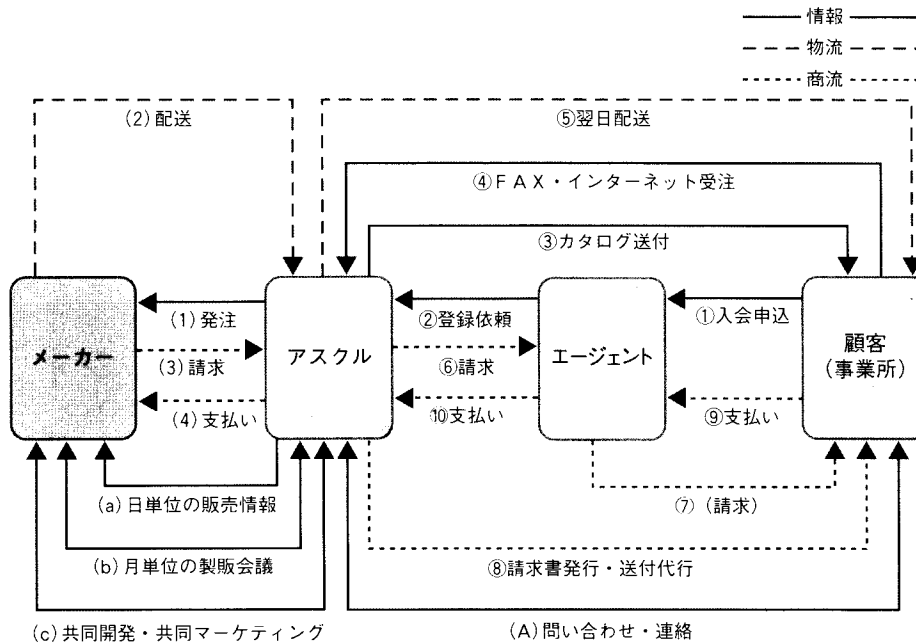 情報
物流
商流
(2)配送
⑤翌日配送
④FAX・インターネット受注
③カタログ送付
メーカー
(1)発注
(3)請求
(4)支払い
アスクル
②登録依頼
⑥請求
⑩支払い
エージェント
①入会申込
⑨支払い
顧客
(事業所)
(a)日単位の販売情報
⑦(請求)
(b)月単位の製販会議
⑧請求書発行・送付代行
(c)共同開発・共同マーケティング
(A)問い合わせ・連絡